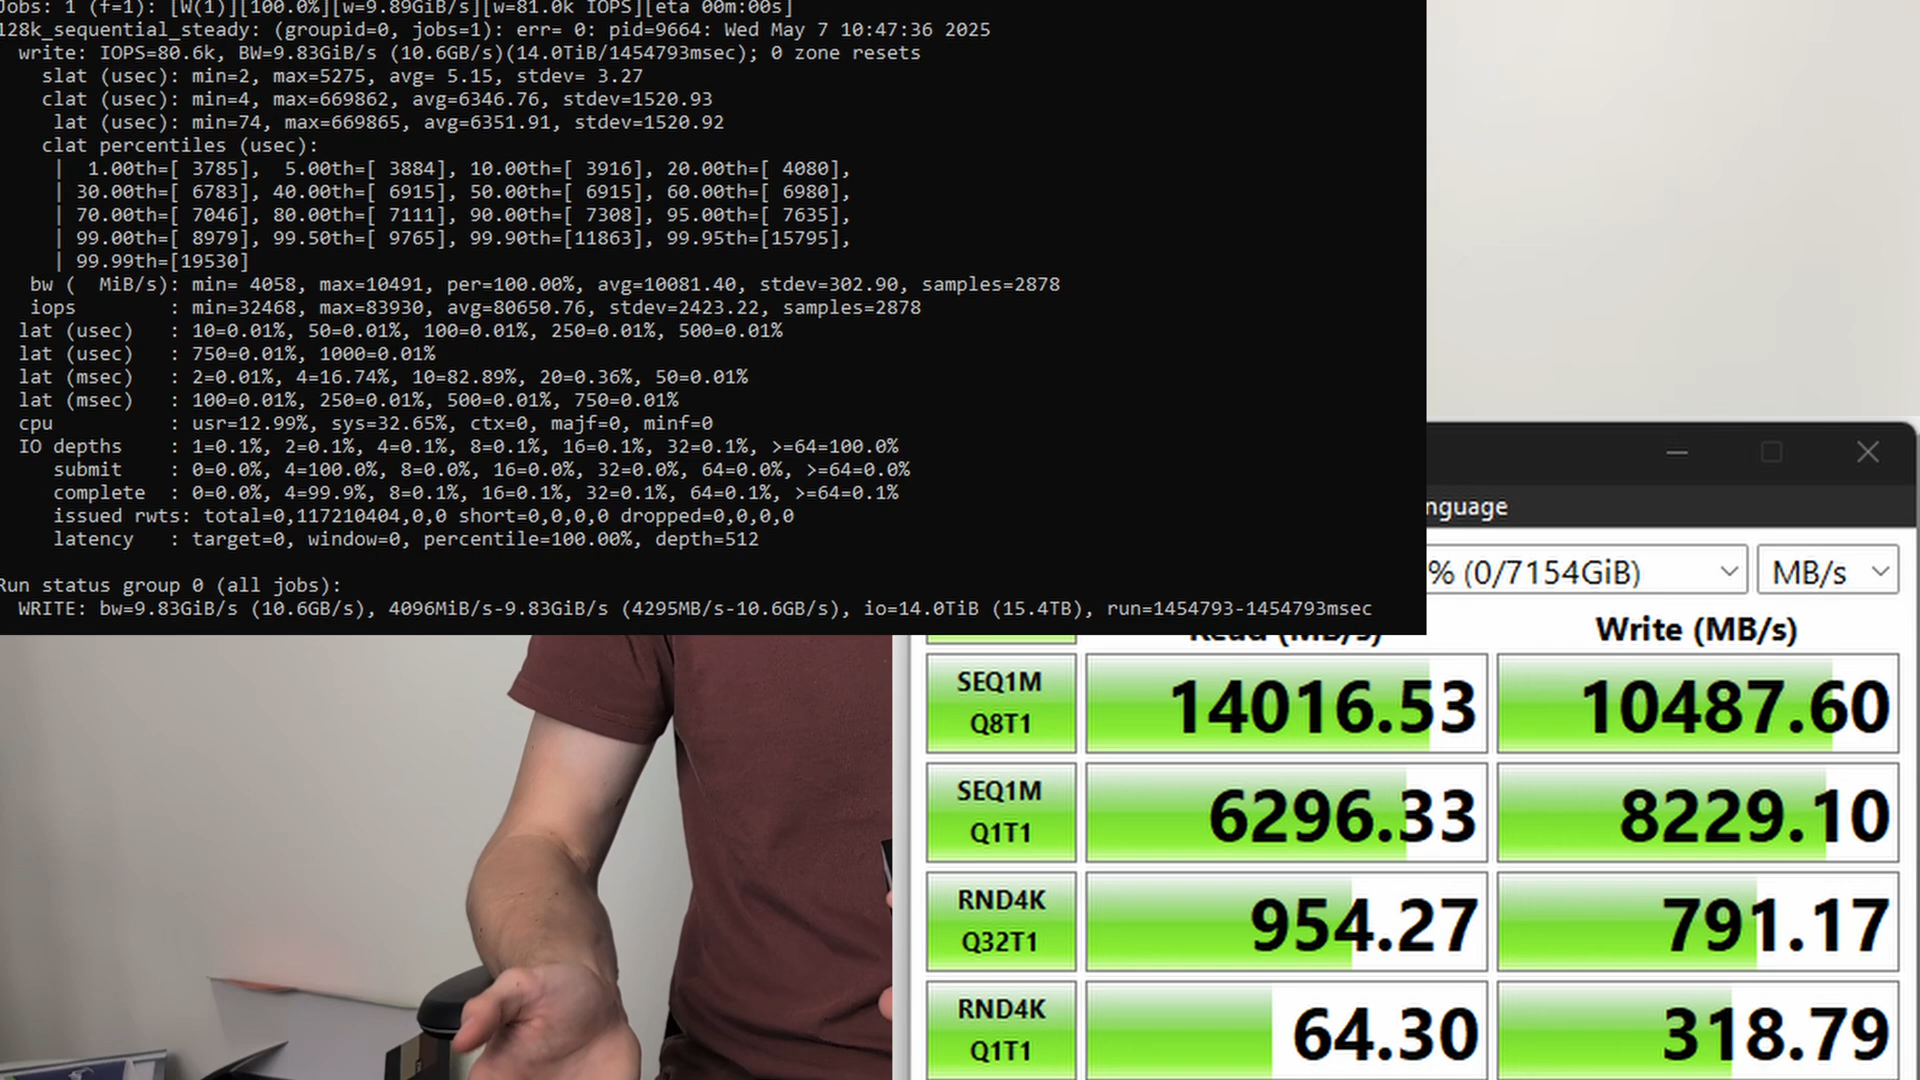 Jobs: 1 (f=1): [W(1)][100.0%][w=9.89GiB/s][w=81.0k IOPS][eta 00m:00s]
128k_sequential_steady: (groupid=0, jobs=1): err= 0: pid=9664: Wed May 7 10:47:36 2025
write: IOPS=80.6k, BW=9.83GiB/s (10.6GB/s)(14.0TiB/1454793msec); 0 zone resets
slat (usec): min=2, max=5275, avg= 5.15, stdev= 3.27
clat (usec): min=4, max=669862, avg=6346.76, stdev=1520.93
lat (usec): min=74, max=669865, avg=6351.91, stdev=1520.92
clat percentiles (usec):
| 1.00th=[ 3785], 5.00th=[ 3884], 10.00th=[ 3916], 20.00th=[ 4080],
| 30.00th=[ 6783], 40.00th=[ 6915], 50.00th=[ 6915], 60.00th=[ 6980],
| 70.00th=[ 7046], 80.00th=[ 7111], 90.00th=[ 7308], 95.00th=[ 7635],
| 99.00th=[ 8979], 99.50th=[ 9765], 99.90th=[11863], 99.95th=[15795],
| 99.99th=[19530]
bw ( MiB/s): min= 4058, max=10491, per=100.00%, avg=10081.40, stdev=302.90, samples=2878
iops : min=32468, max=83930, avg=80650.76, stdev=2423.22, samples=2878
lat (usec) : 10=0.01%, 50=0.01%, 100=0.01%, 250=0.01%, 500=0.01%
lat (usec) : 750=0.01%, 1000=0.01%
lat (msec) : 2=0.01%, 4=16.74%, 10=82.89%, 20=0.36%, 50=0.01%
lat (msec) : 100=0.01%, 250=0.01%, 500=0.01%, 750=0.01%
cpu : usr=12.99%, sys=32.65%, ctx=0, majf=0, minf=0
IO depths : 1=0.1%, 2=0.1%, 4=0.1%, 8=0.1%, 16=0.1%, 32=0.1%, >=64=100.0%
submit : 0=0.0%, 4=100.0%, 8=0.0%, 16=0.0%, 32=0.0%, 64=0.0%, >=64=0.0%
complete : 0=0.0%, 4=99.9%, 8=0.1%, 16=0.1%, 32=0.1%, 64=0.1%, >=64=0.1%
issued rwts: total=0,117210404,0,0 short=0,0,0,0 dropped=0,0,0,0
latency : target=0, window=0, percentile=100.00%, depth=512
Run status group 0 (all jobs):
WRITE: bw=9.83GiB/s (10.6GB/s), 4096MiB/s-9.83GiB/s (4295MB/s-10.6GB/s), io=14.0TiB (15.4TB), run=1454793-1454793msec
nguage
% (0/7154GiB) MB/s
Read (MB/s) Write (MB/s)
SEQ1M
Q8T1
14016.53 10487.60
SEQ1M
Q1T1
6296.33 8229.10
RND4K
Q32T1
954.27 791.17
RND4K
Q1T1
64.30 318.79